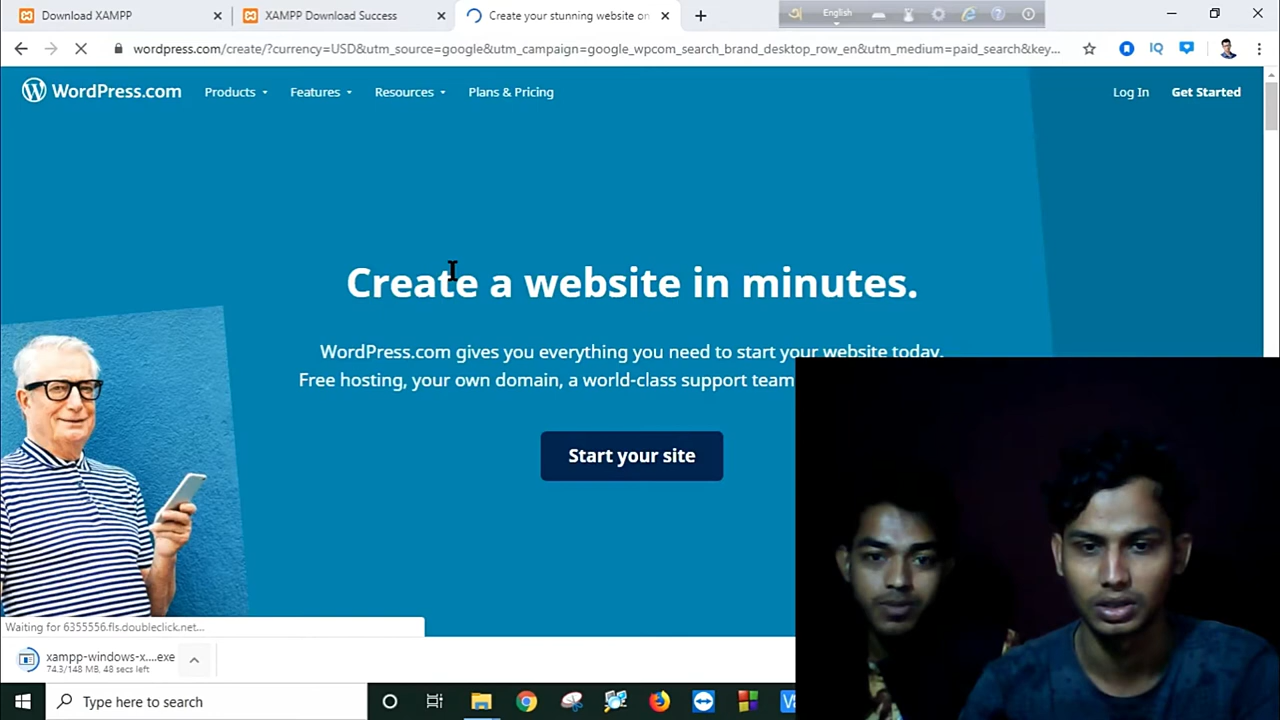 Download XAMPP
XAMPP Download Success
Create your stunning website on
English
wordpress.com/create/?currency=USD&utm_source=google&utm_campaign=google_wpcom_search_brand_desktop_row_en&utm_medium=paid_search&key...
IQ
WordPress.com
Products
Features
Resources
Plans & Pricing
Log In
Get Started
Create a website in minutes.
WordPress.com gives you everything you need to start your website today.
Free hosting, your own domain, a world-class support team
Start your site
Waiting for 6355556.fls.doubleclick.net...
xampp-windows-x....exe
74.3/148 MB, 48 secs left
Type here to search